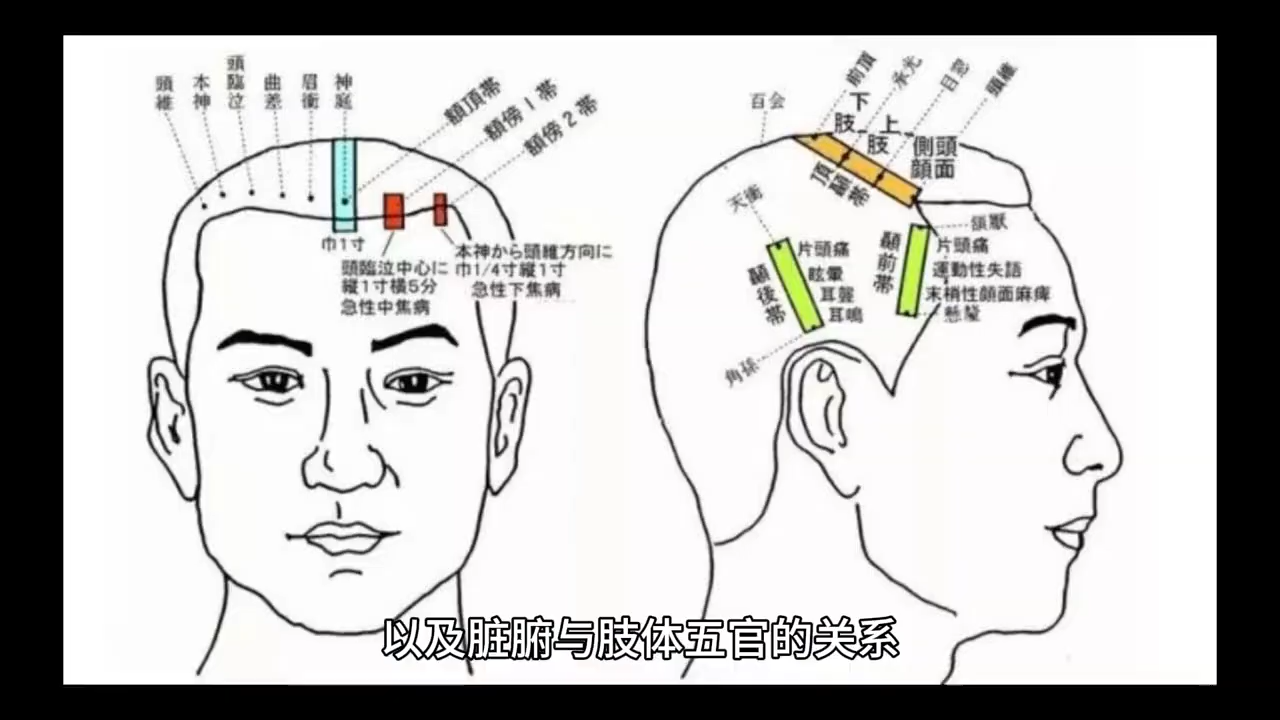 頭維
本神
頭臨泣
曲差
眉衝
神庭
額頂帯
額傍1帯
額傍2帯
巾1寸
頭臨泣中心に
縦1寸横5分
急性中焦病
本神から頭維方向に
巾1/4寸縦1寸
急性下焦病
百会
前頂
承光
目窓
頭維
下肢
上肢
側頭
顔面
頂顳帯
天衝
顳後帯
片頭痛
眩暈
耳聾
耳鳴
角孫
頷厭
顳前帯
片頭痛
運動性失語
末梢性顔面麻痺
懸釐
以及脏腑与肢体五官的关系